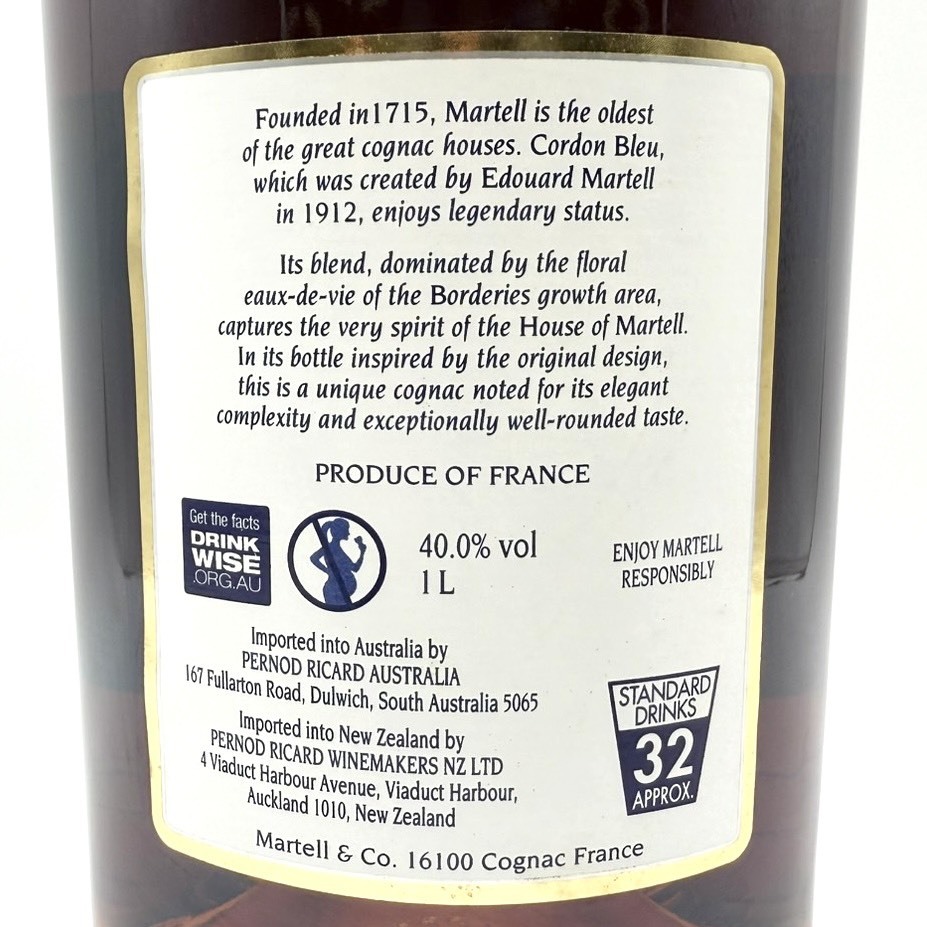 Founded in1715, Martell is the oldest
of the great cognac houses. Cordon Bleu,
which was created by Edouard Martell
in 1912, enjoys legendary status.
Its blend, dominated by the floral
eaux-de-vie of the Borderies growth area,
captures the very spirit of the House of Martell.
In its bottle inspired by the original design,
this is a unique cognac noted for its elegant
complexity and exceptionally well-rounded taste.
PRODUCE OF FRANCE
Get the facts
DRINK
WISE
.ORG.AU
40.0% vol
1 L
ENJOY MARTELL
RESPONSIBLY
Imported into Australia by
PERNOD RICARD AUSTRALIA
167 Fullarton Road, Dulwich, South Australia 5065
Imported into New Zealand by
PERNOD RICARD WINEMAKERS NZ LTD
4 Viaduct Harbour Avenue, Viaduct Harbour,
Auckland 1010, New Zealand
STANDARD
DRINKS
32
APPROX.
Martell & Co. 16100 Cognac France